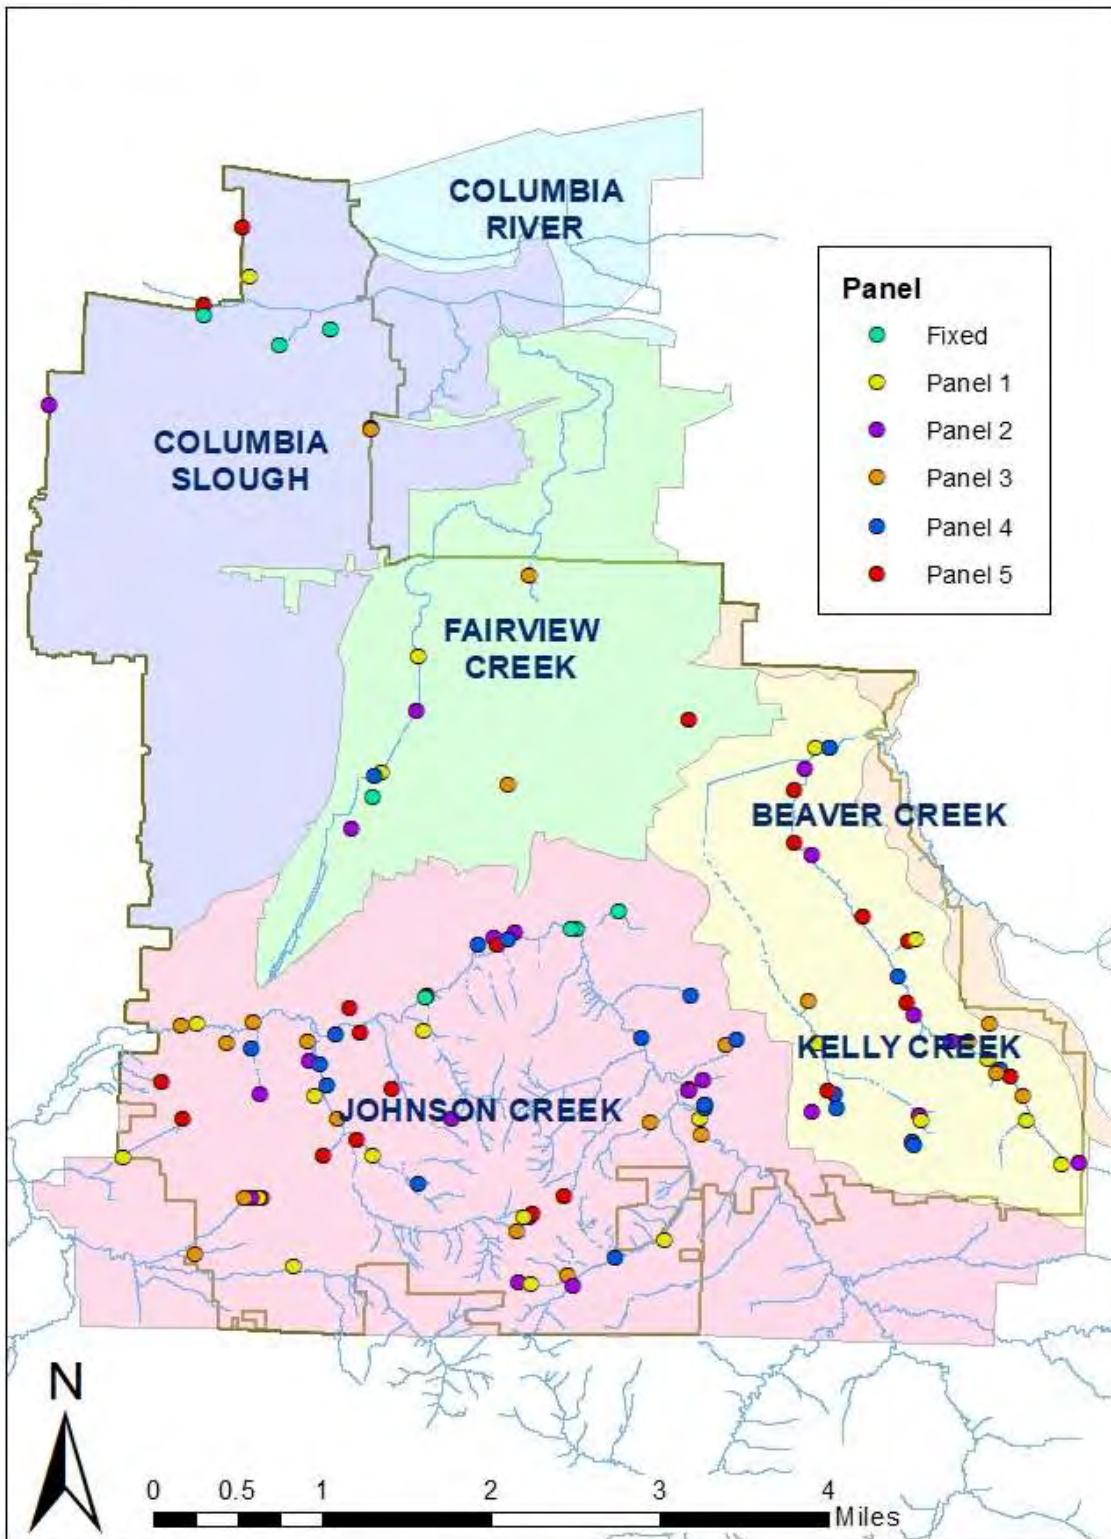 COLUMBIA
RIVER
Panel
Fixed
Panel 1
Panel 2
Panel 3
Panel 4
Panel 5
COLUMBIA
SLOUGH
FAIRVIEW
CREEK
BEAVER CREEK
KELLY CREEK
JOHNSON CREEK
N
0 0.5 1 2 3 4
Miles